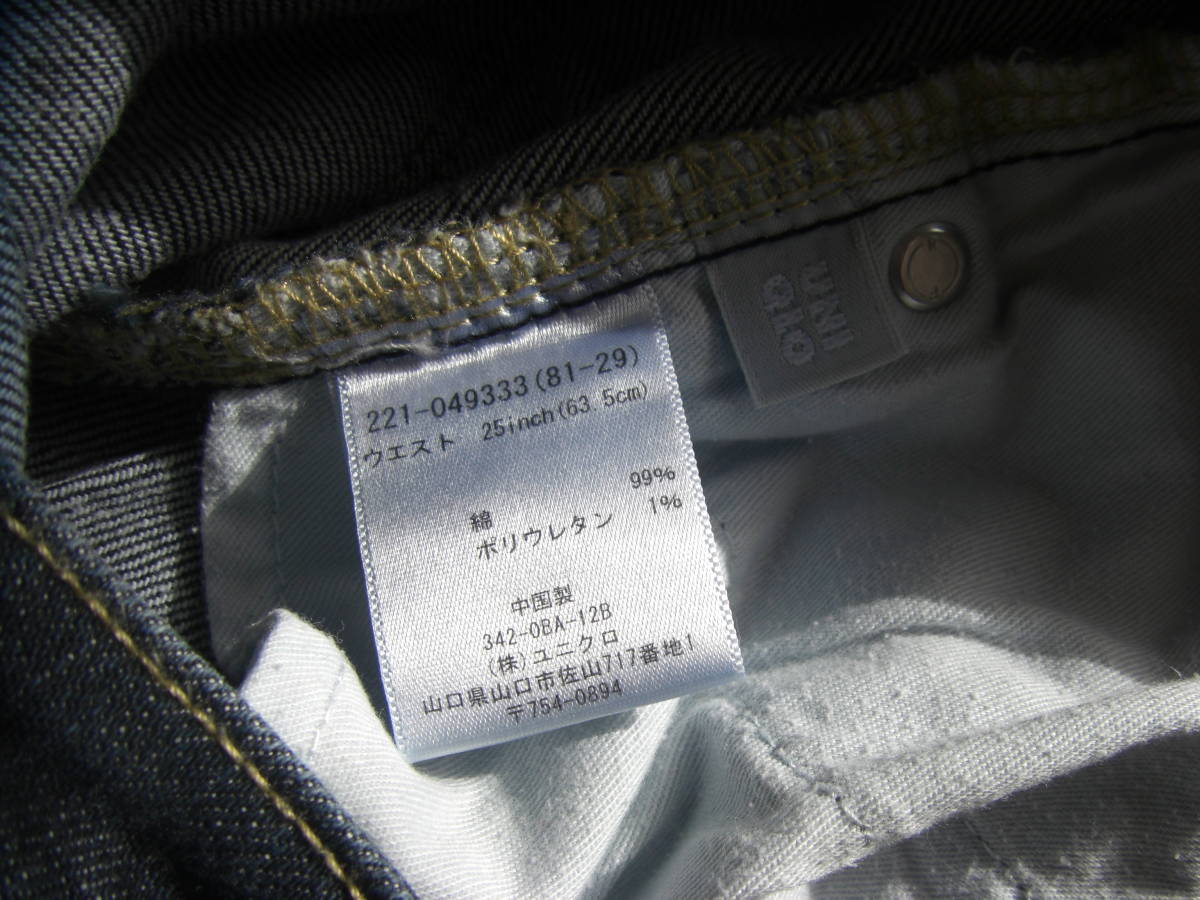 221-049333(81-29)
ウエスト 25inch(63.5cm)
綿 99%
ポリウレタン 1%
中国製
342-0BA-12B
(株)ユニクロ
山口県山口市佐山717番地1
〒754-0894
UNI
QLO